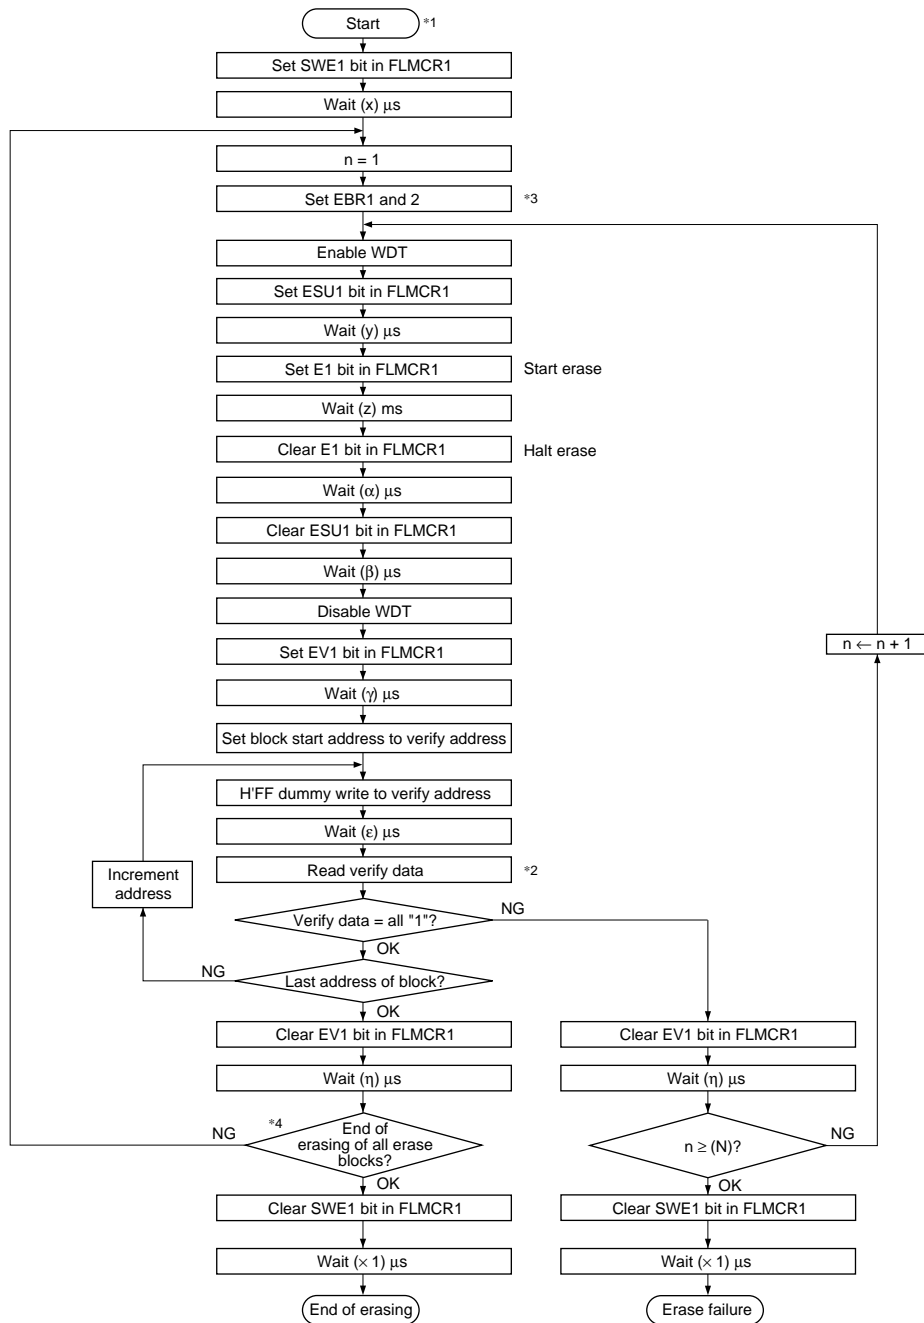 Start
*1
Set SWE1 bit in FLMCR1
Wait (x) μs
n = 1
Set EBR1 and 2
*3
Enable WDT
Set ESU1 bit in FLMCR1
Wait (y) μs
Set E1 bit in FLMCR1
Start erase
Wait (z) ms
Clear E1 bit in FLMCR1
Halt erase
Wait (α) μs
Clear ESU1 bit in FLMCR1
Wait (β) μs
Disable WDT
Set EV1 bit in FLMCR1
n ← n + 1
Wait (γ) μs
Set block start address to verify address
H'FF dummy write to verify address
Wait (ε) μs
Read verify data
*2
Increment
address
Verify data = all "1"?
NG
OK
NG
Last address of block?
OK
Clear EV1 bit in FLMCR1
Clear EV1 bit in FLMCR1
Wait (η) μs
Wait (η) μs
NG
*4
End of
erasing of all erase
blocks?
n ≥ (N)?
NG
OK
OK
Clear SWE1 bit in FLMCR1
Clear SWE1 bit in FLMCR1
Wait (× 1) μs
Wait (× 1) μs
End of erasing
Erase failure